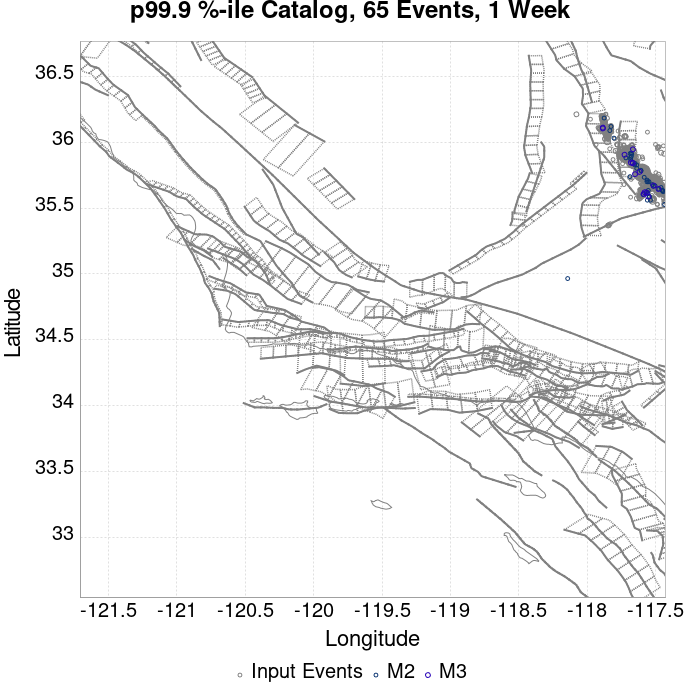 p99.9 %-ile Catalog, 65 Events, 1 Week
36.5
36
35.5
35
34.5
34
33.5
33
Latitude
-121.5 -121 -120.5 -120 -119.5 -119 -118.5 -118 -117.5
Longitude
Input Events M2 M3